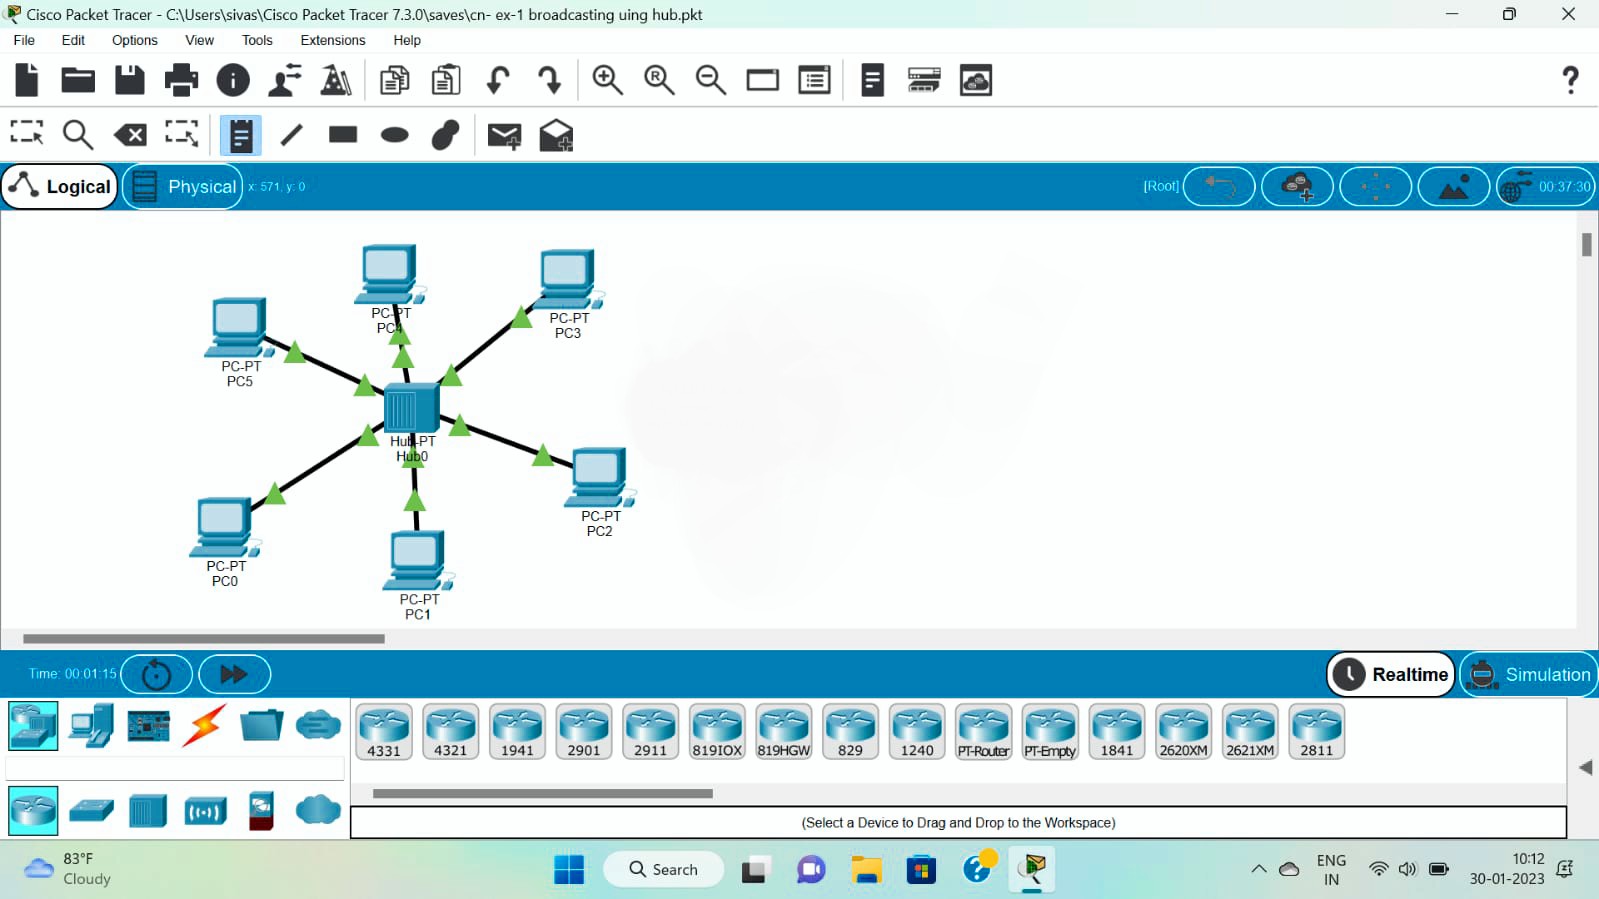 Cisco Packet Tracer - C:\Users\sivas\Cisco Packet Tracer 7.3.0\saves\cn- ex-1 broadcasting uing hub.pkt
File Edit Options View Tools Extensions Help
R
?
Logical Physical x: 571, y: 0 [Root] 00:37:30
PC-PT
PC4
PC-PT
PC3
PC-PT
PC5
Hub-PT
Hub0
PC-PT
PC2
PC-PT
PC0
PC-PT
PC1
Time: 00:01:15 Realtime Simulation
4331 4321 1941 2901 2911 819IOX 819HGW 829 1240 PT-Router PT-Empty 1841 2620XM 2621XM 2811
(Select a Device to Drag and Drop to the Workspace)
83°F
Cloudy
Search
ENG
IN
10:12
30-01-2023